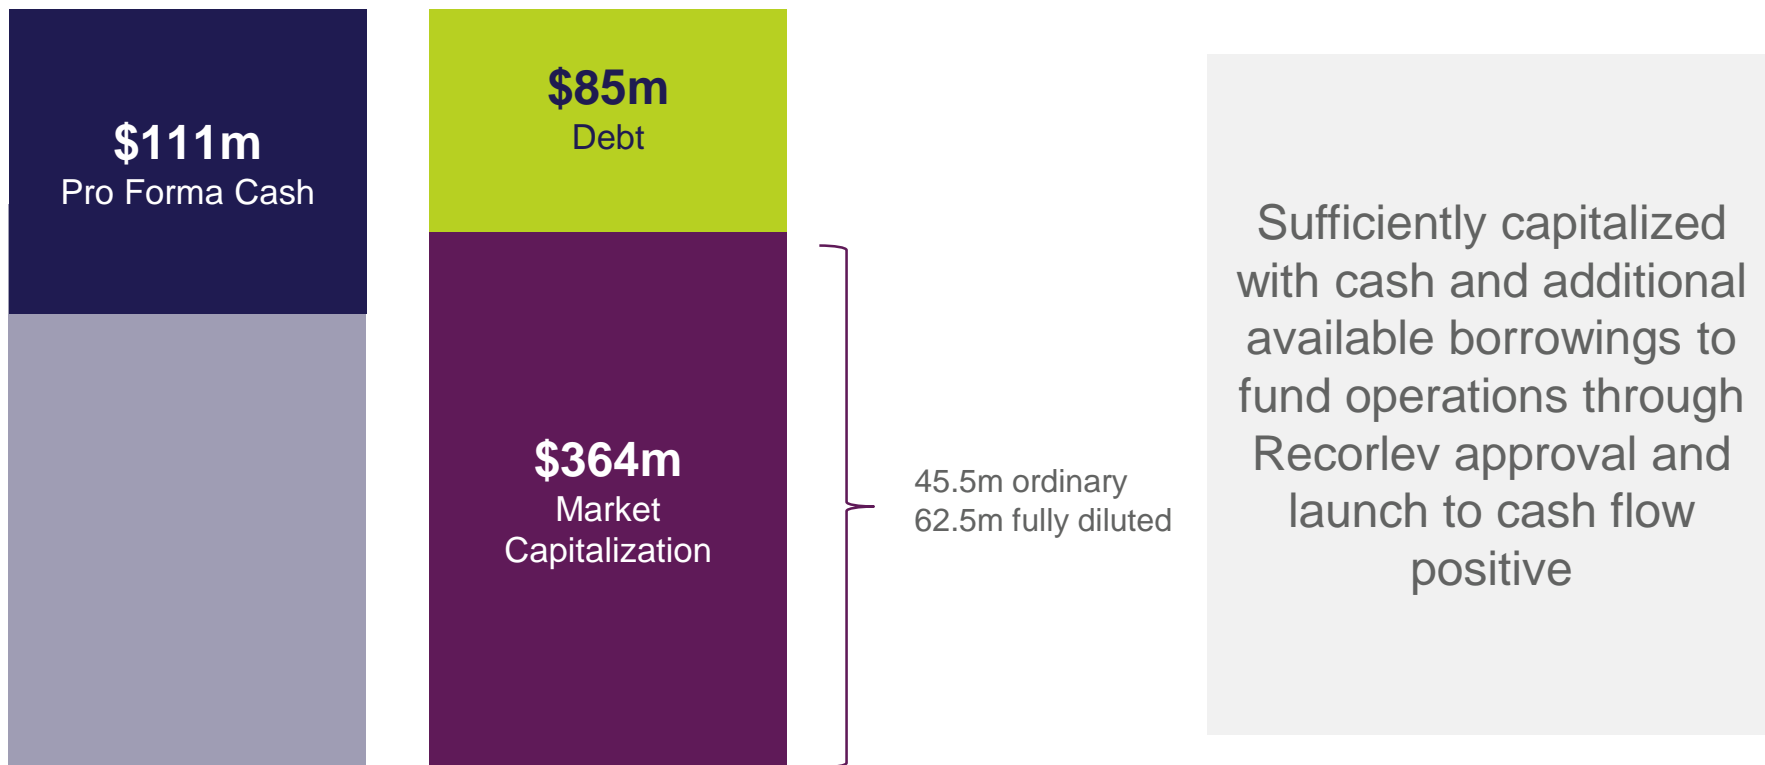 $111m
Pro Forma Cash
$85m
Debt
$364m
Market
Capitalization
45.5m ordinary
62.5m fully diluted
Sufficiently capitalized
with cash and additional
available borrowings to
fund operations through
Recorlev approval and
launch to cash flow
positive